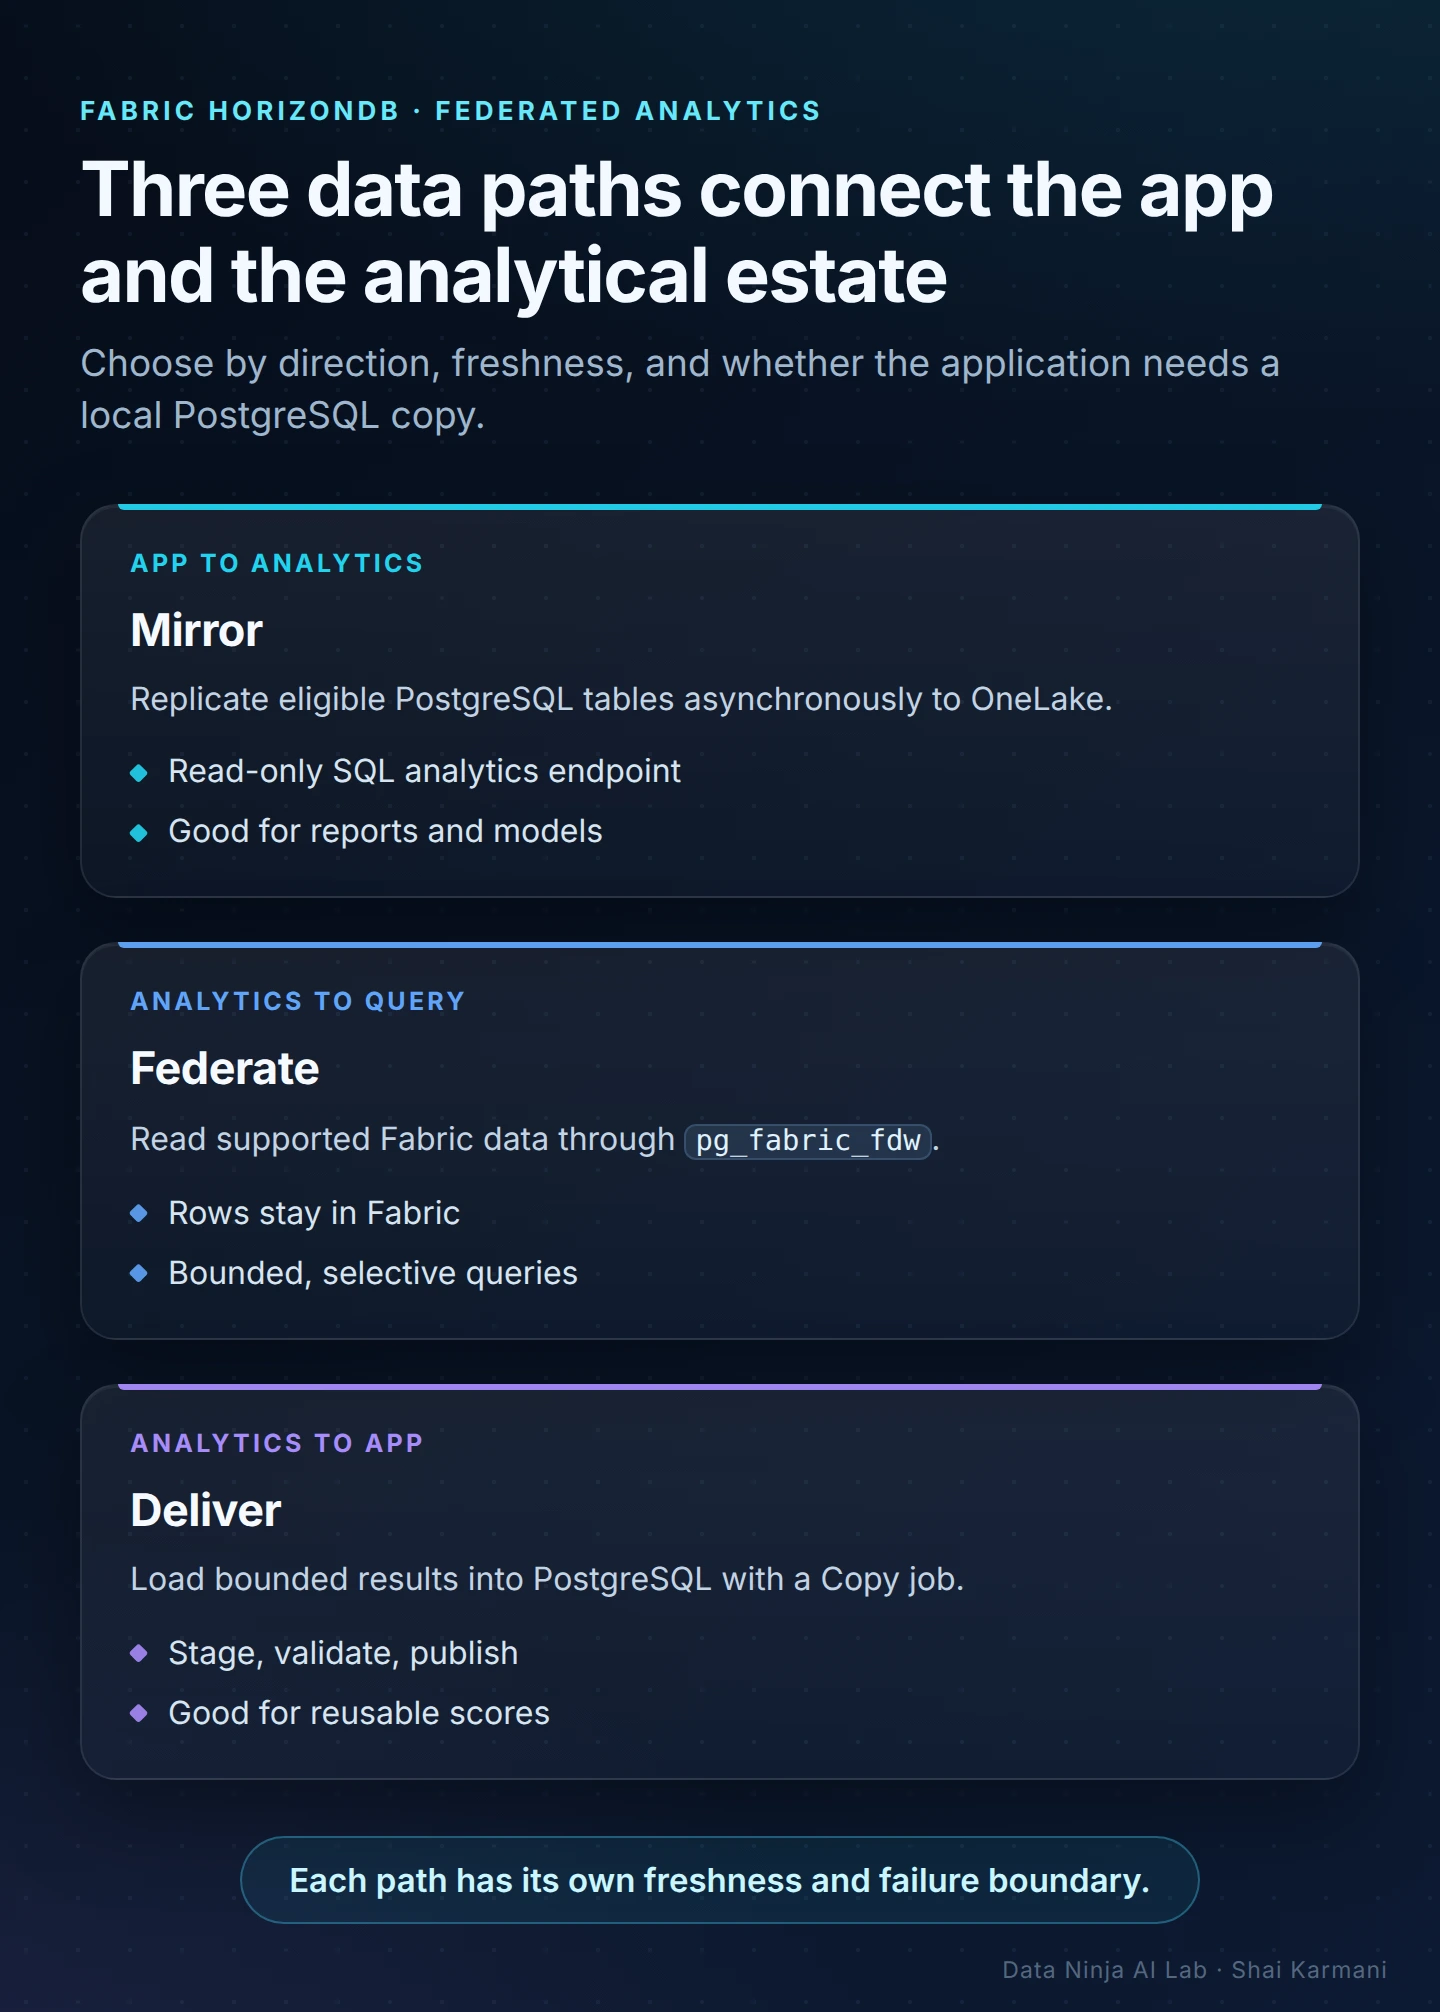 FABRIC HORIZONDB · FEDERATED ANALYTICS
Three data paths connect the app
and the analytical estate
Choose by direction, freshness, and whether the application needs a
local PostgreSQL copy.
APP TO ANALYTICS
Mirror
Replicate eligible PostgreSQL tables asynchronously to OneLake.
Read-only SQL analytics endpoint
Good for reports and models
ANALYTICS TO QUERY
Federate
Read supported Fabric data through pg_fabric_fdw.
Rows stay in Fabric
Bounded, selective queries
ANALYTICS TO APP
Deliver
Load bounded results into PostgreSQL with a Copy job.
Stage, validate, publish
Good for reusable scores
Each path has its own freshness and failure boundary.
Data Ninja AI Lab · Shai Karmani